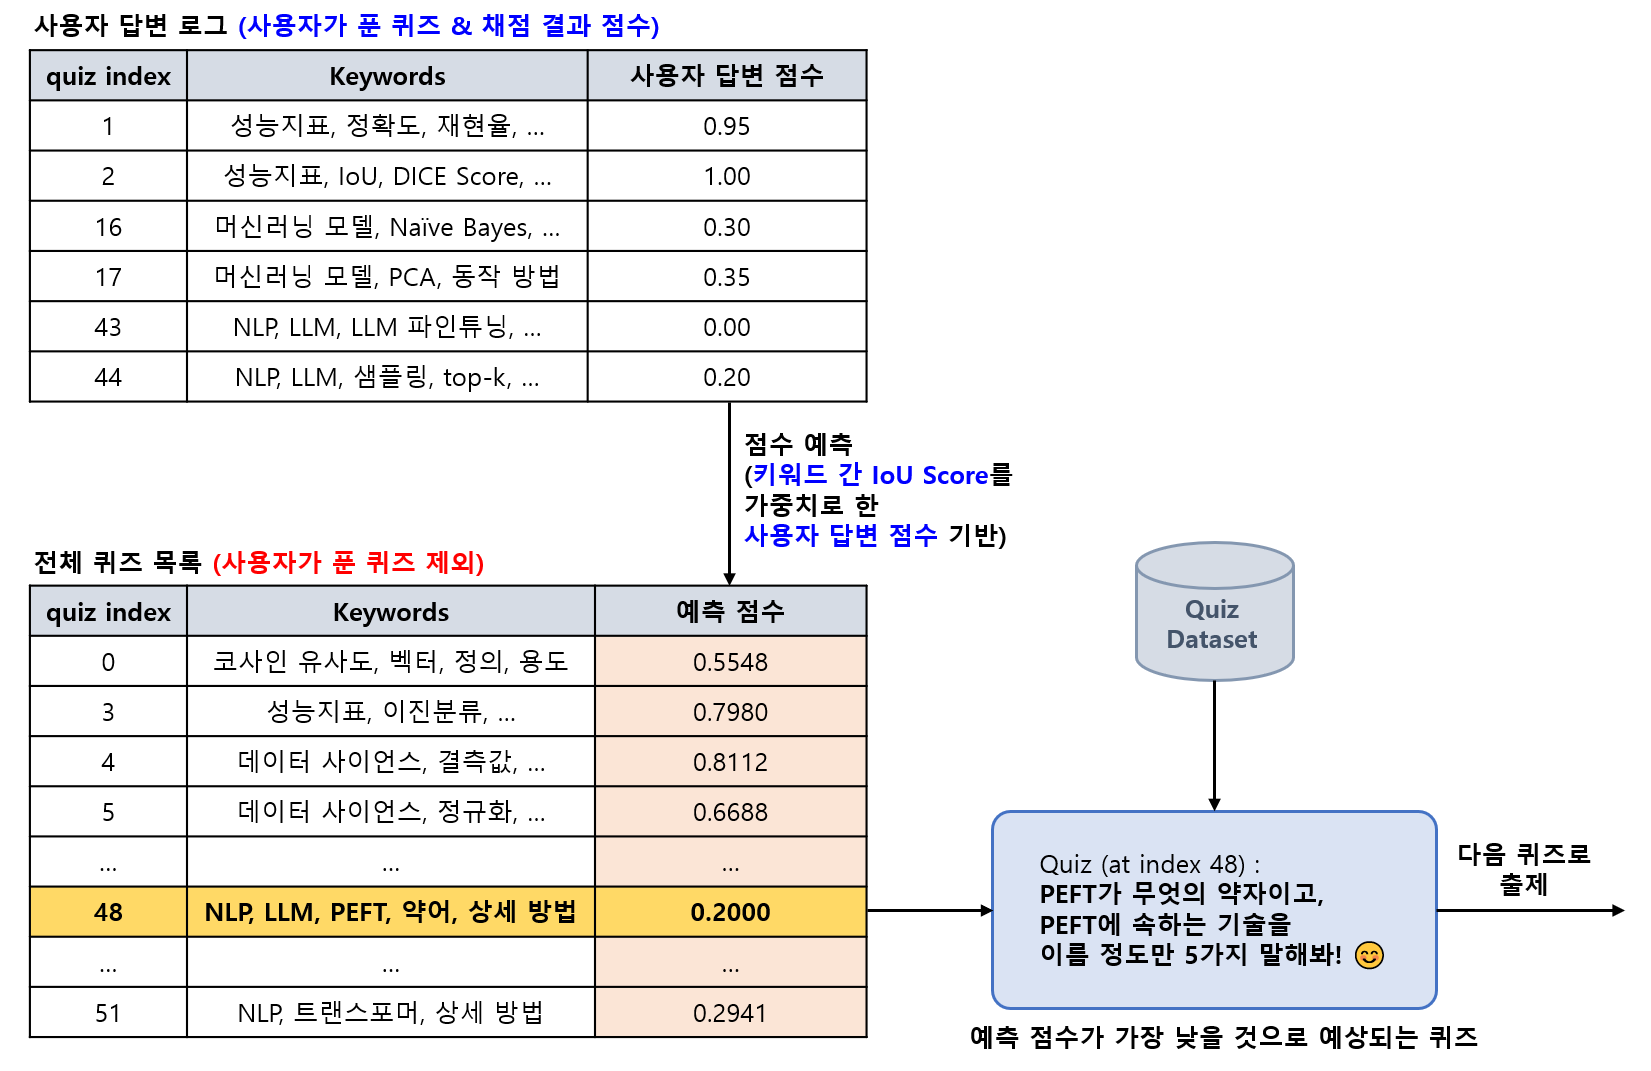 사용자 답변 로그 (사용자가 푼 퀴즈 & 채점 결과 점수)
quiz index Keywords 사용자 답변 점수
1 성능지표, 정확도, 재현율, ... 0.95
2 성능지표, IoU, DICE Score, ... 1.00
16 머신러닝 모델, Naïve Bayes, ... 0.30
17 머신러닝 모델, PCA, 동작 방법 0.35
43 NLP, LLM, LLM 파인튜닝, ... 0.00
44 NLP, LLM, 샘플링, top-k, ... 0.20
점수 예측
(키워드 간 IoU Score를
가중치로 한
사용자 답변 점수 기반)
전체 퀴즈 목록 (사용자가 푼 퀴즈 제외)
quiz index Keywords 예측 점수
0 코사인 유사도, 벡터, 정의, 용도 0.5548
3 성능지표, 이진분류, ... 0.7980
4 데이터 사이언스, 결측값, ... 0.8112
5 데이터 사이언스, 정규화, ... 0.6688
... ... ...
48 NLP, LLM, PEFT, 약어, 상세 방법 0.2000
... ... ...
51 NLP, 트랜스포머, 상세 방법 0.2941
Quiz
Dataset
Quiz (at index 48) :
PEFT가 무엇의 약자이고,
PEFT에 속하는 기술을
이름 정도만 5가지 말해봐! 😊
다음 퀴즈로
출제
예측 점수가 가장 낮을 것으로 예상되는 퀴즈